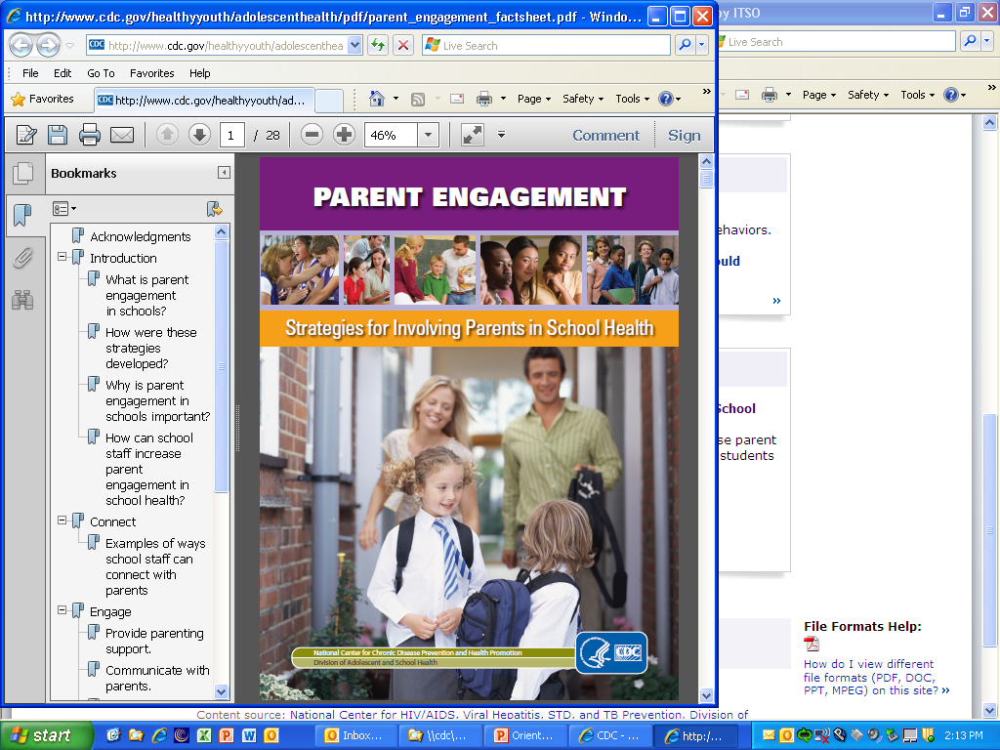 http://www.cdc.gov/healthyyouth/adolescenthealth/pdf/parent_engagement_factsheet.pdf - Windo...
by ITSO
http://www.cdc.gov/healthyyouth/adolescenthea
Live Search
Live Search
File Edit Go To Favorites Help
Favorites
http://www.cdc.gov/healthyyouth/ad...
Page Safety Tools
Page Safety Tools
1 / 28
46%
Comment
Sign
Bookmarks
Acknowledgments
Introduction
What is parent
engagement
in schools?
How were these
strategies
developed?
Why is parent
engagement in
schools important?
How can school
staff increase
parent
engagement in
school health?
Connect
Examples of ways
school staff can
connect with
parents
Engage
Provide parenting
support.
Communicate with
parents.
PARENT ENGAGEMENT
Strategies for Involving Parents in School Health
National Center for Chronic Disease Prevention and Health Promotion
Division of Adolescent and School Health
CDC
ehaviors.
ould
»
School
se parent
students
File Formats Help:
How do I view different
file formats (PDF, DOC,
PPT, MPEG) on this site? »
Content source: National Center for HIV/AIDS, Viral Hepatitis, STD, and TB Prevention, Division of
start
Inbox...
\\cdc\...
Orient...
CDC - ...
http:/...
2:13 PM